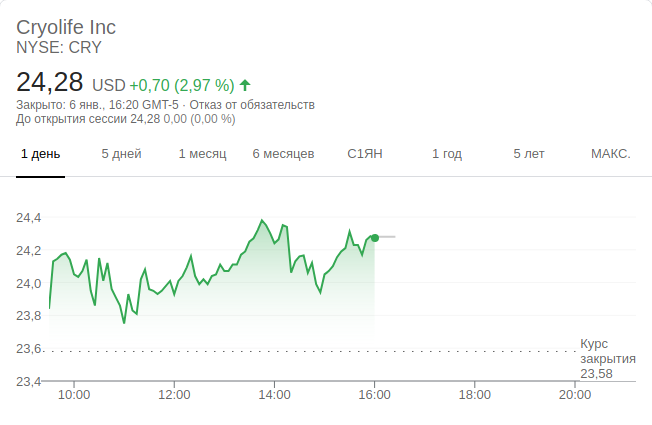 Cryolife Inc
NYSE: CRY
24,28 USD +0,70 (2,97 %)
Закрыто: 6 янв., 16:20 GMT-5 · Отказ от обязательств
До открытия сессии 24,28 0,00 (0,00 %)
1 день 5 дней 1 месяц 6 месяцев С1ЯН 1 год 5 лет МАКС.
24,4
24,2
24,0
23,8
23,6
23,4
Курс
закрытия
23,58
10:00 12:00 14:00 16:00 18:00 20:00